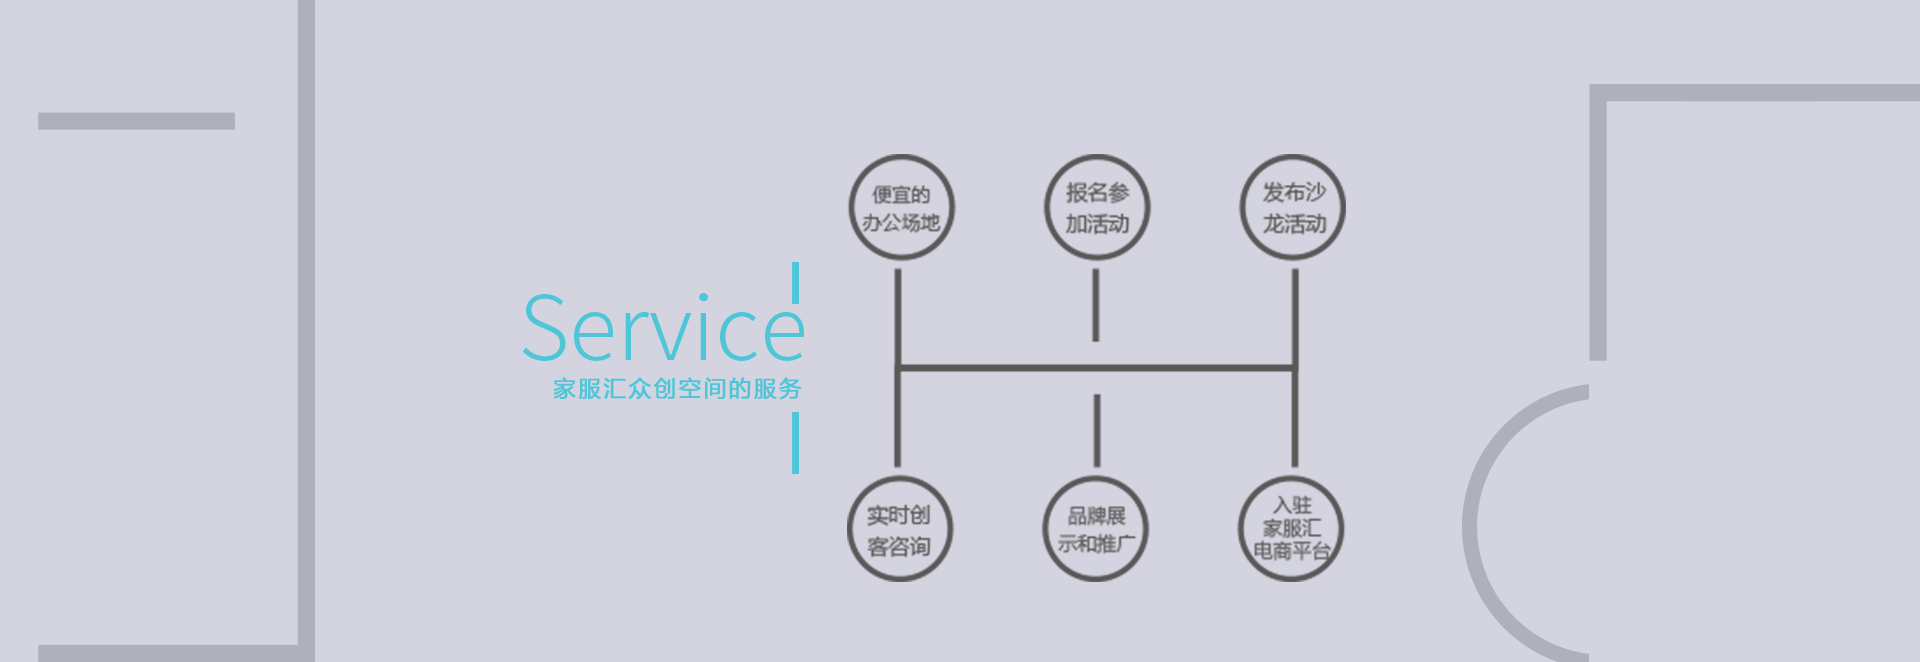 Service
家服汇众创空间的服务
便宜的
办公场地
报名参
加活动
发布沙
龙活动
实时创
客咨询
品牌展
示和推广
入驻
家服汇
电商平台